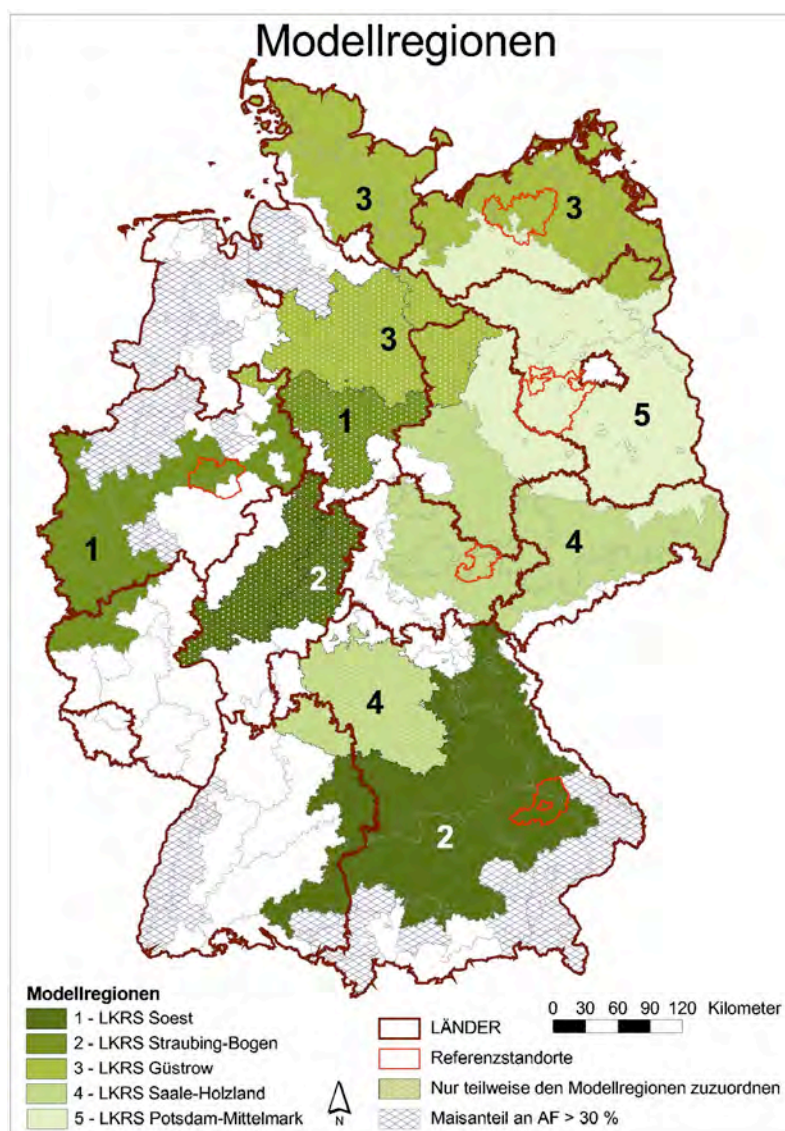 Modellregionen
3
3
3
1
5
1
4
2
4
2
Modellregionen
1 - LKRS Soest
2 - LKRS Straubing-Bogen
3 - LKRS Güstrow
4 - LKRS Saale-Holzland
5 - LKRS Potsdam-Mittelmark
N
0 30 60 90 120 Kilometer
LÄNDER
Referenzstandorte
Nur teilweise den Modellregionen zuzuordnen
Maisanteil an AF > 30 %